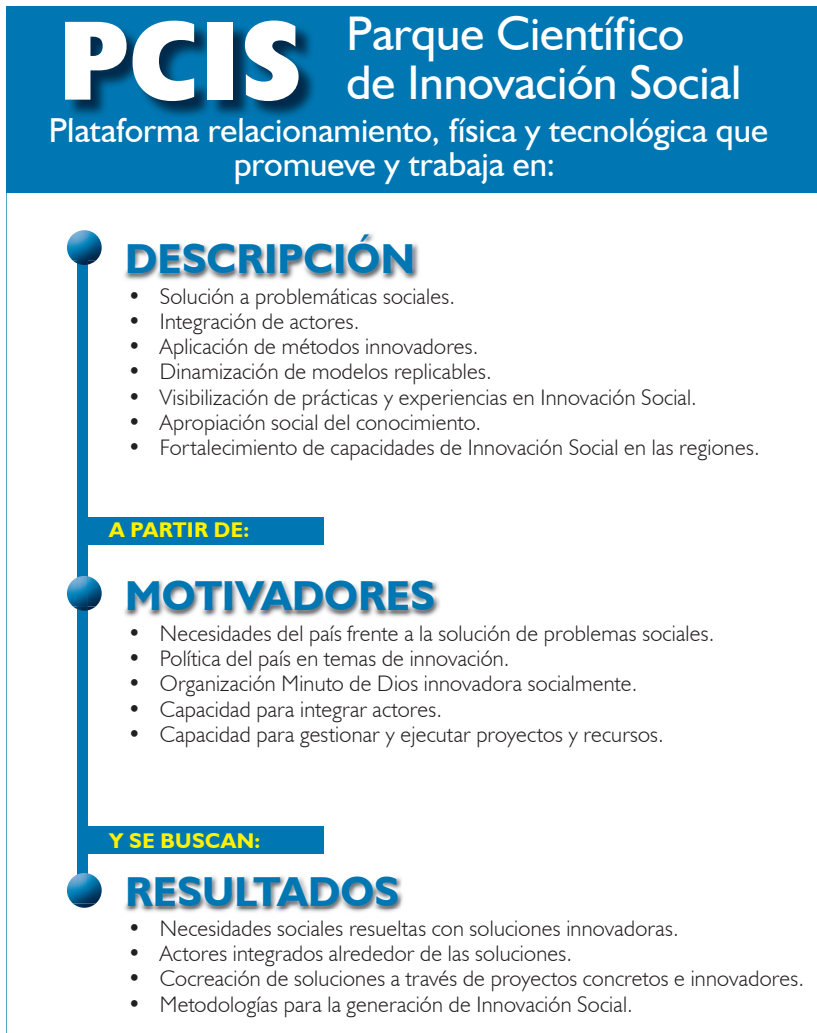 PCIS
Parque Científico
de Innovación Social
Plataforma relacionamiento, física y tecnológica que
promueve y trabaja en:
DESCRIPCIÓN
• Solución a problemáticas sociales.
• Integración de actores.
• Aplicación de métodos innovadores.
• Dinamización de modelos replicables.
• Visibilización de prácticas y experiencias en Innovación Social.
• Apropiación social del conocimiento.
• Fortalecimiento de capacidades de Innovación Social en las regiones.
A PARTIR DE:
MOTIVADORES
• Necesidades del país frente a la solución de problemas sociales.
• Política del país en temas de innovación.
• Organización Minuto de Dios innovadora socialmente.
• Capacidad para integrar actores.
• Capacidad para gestionar y ejecutar proyectos y recursos.
Y SE BUSCAN:
RESULTADOS
• Necesidades sociales resueltas con soluciones innovadoras.
• Actores integrados alrededor de las soluciones.
• Cocreación de soluciones a través de proyectos concretos e innovadores.
• Metodologías para la generación de Innovación Social.